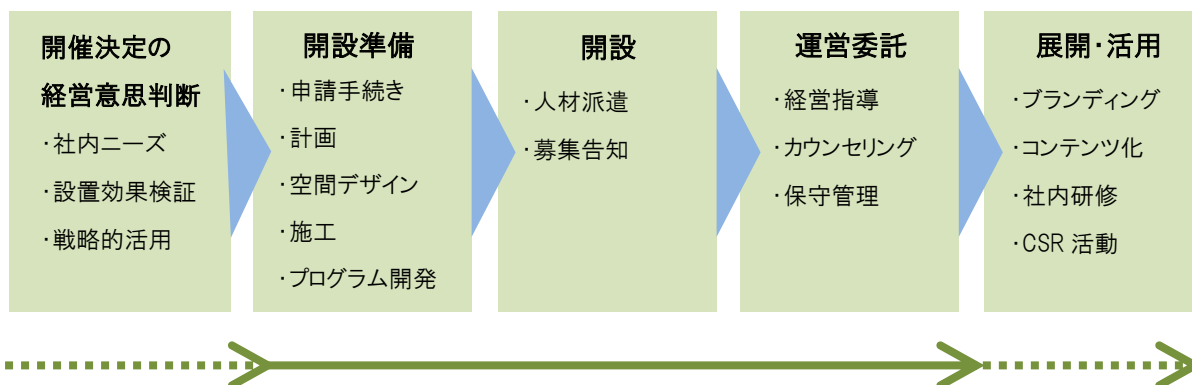 開催決定の
経営意思判断
・社内ニーズ
・設置効果検証
・戦略的活用
開設準備
・申請手続き
・計画
・空間デザイン
・施工
・プログラム開発
開設
・人材派遣
・募集告知
運営委託
・経営指導
・カウンセリング
・保守管理
展開・活用
・ブランディング
・コンテンツ化
・社内研修
・CSR 活動